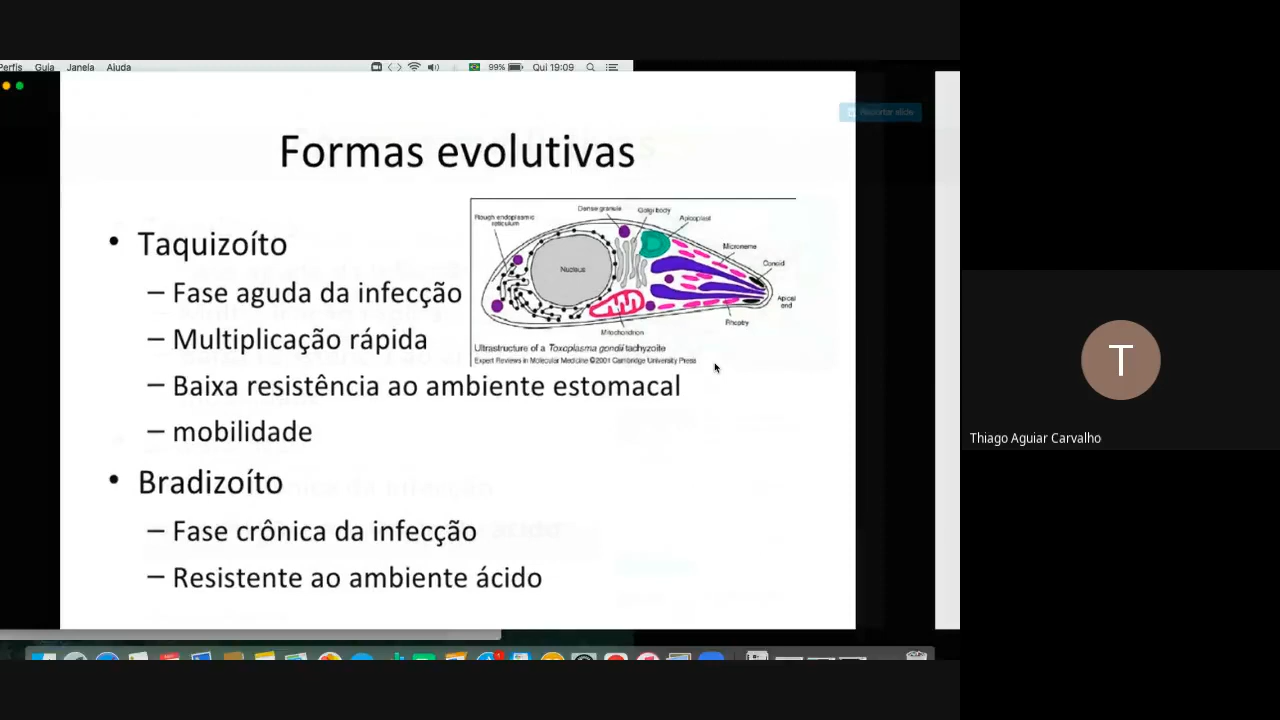 Perfis Guia Janela Ajuda 99% Qui 19:09
Recortar slide
Formas evolutivas
• Taquizoíto
– Fase aguda da infecção
– Multiplicação rápida
– Baixa resistência ao ambiente estomacal
– mobilidade
• Bradizoíto
– Fase crônica da infecção
– Resistente ao ambiente ácido
Rough endoplasmic
reticulum
Dense granule
Golgi body
Apicoplast
Microneme
Conoid
Apical
end
Nucleus
Rhoptry
Mitochondrion
Ultrastructure of a Toxoplasma gondii tachyzoite
Expert Reviews in Molecular Medicine ©2001 Cambridge University Press
T
Thiago Aguiar Carvalho